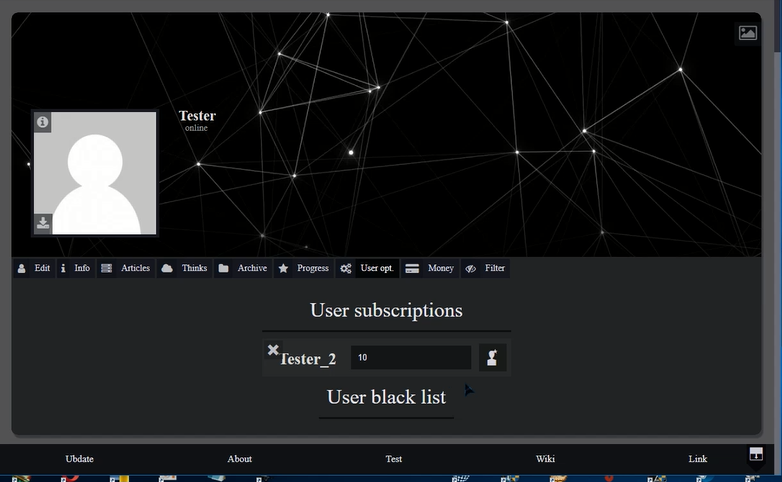 Tester
online
Edit Info Articles Thinks Archive Progress User opt. Money Filter
User subscriptions
Tester_2 10
User black list
Ubdate About Test Wiki Link